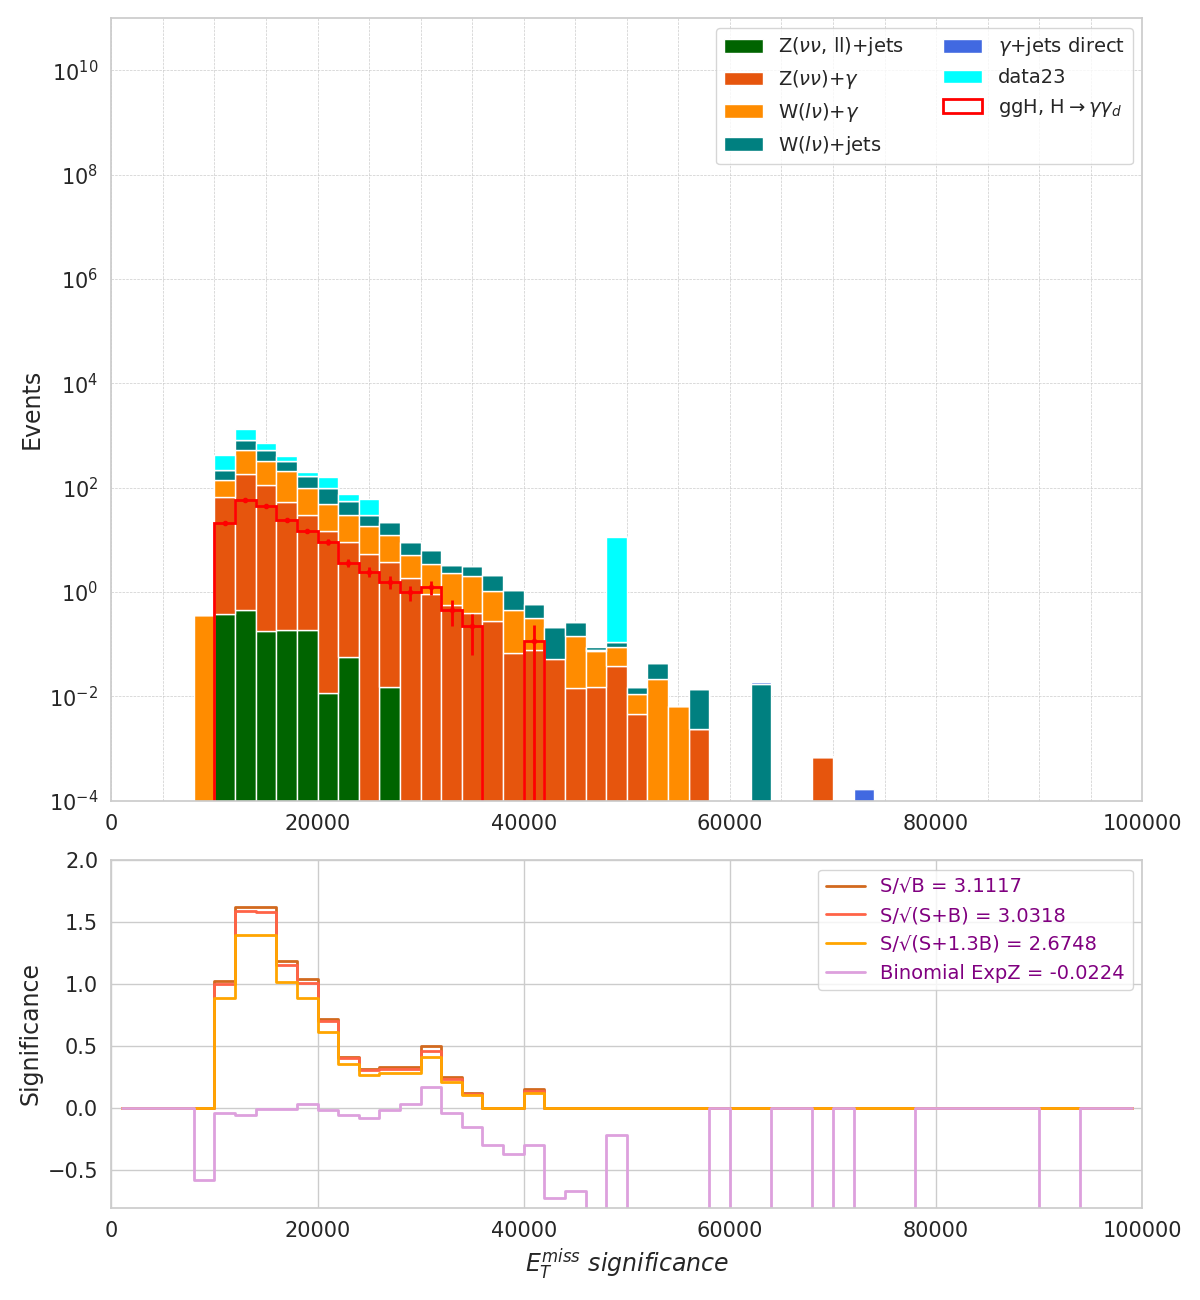 Events
10^10
10^8
10^6
10^4
10^2
10^0
10^−2
10^−4
Z(νν, ll)+jets
Z(νν)+γ
W(lν)+γ
W(lν)+jets
γ+jets direct
data23
ggH, H→γγ_d
0 20000 40000 60000 80000 100000
Significance
2.0
1.5
1.0
0.5
0.0
−0.5
S/√B = 3.1117
S/√(S+B) = 3.0318
S/√(S+1.3B) = 2.6748
Binomial ExpZ = -0.0224
0 20000 40000 60000 80000 100000
E_T^miss significance